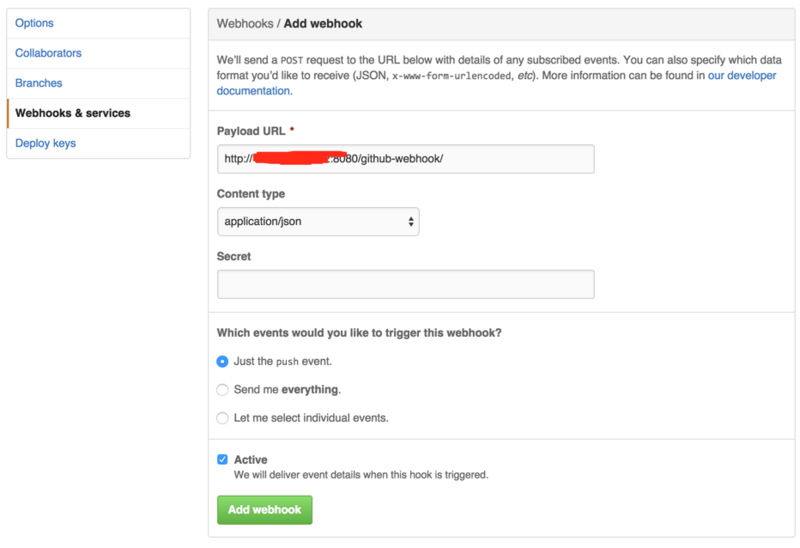 Options
Collaborators
Branches
Webhooks & services
Deploy keys
Webhooks / Add webhook
We'll send a POST request to the URL below with details of any subscribed events. You can also specify which data
format you'd like to receive (JSON, x-www-form-urlencoded, etc). More information can be found in our developer
documentation.
Payload URL *
http:// :8080/github-webhook/
Content type
application/json
Secret
Which events would you like to trigger this webhook?
Just the push event.
Send me everything.
Let me select individual events.
Active
We will deliver event details when this hook is triggered.
Add webhook